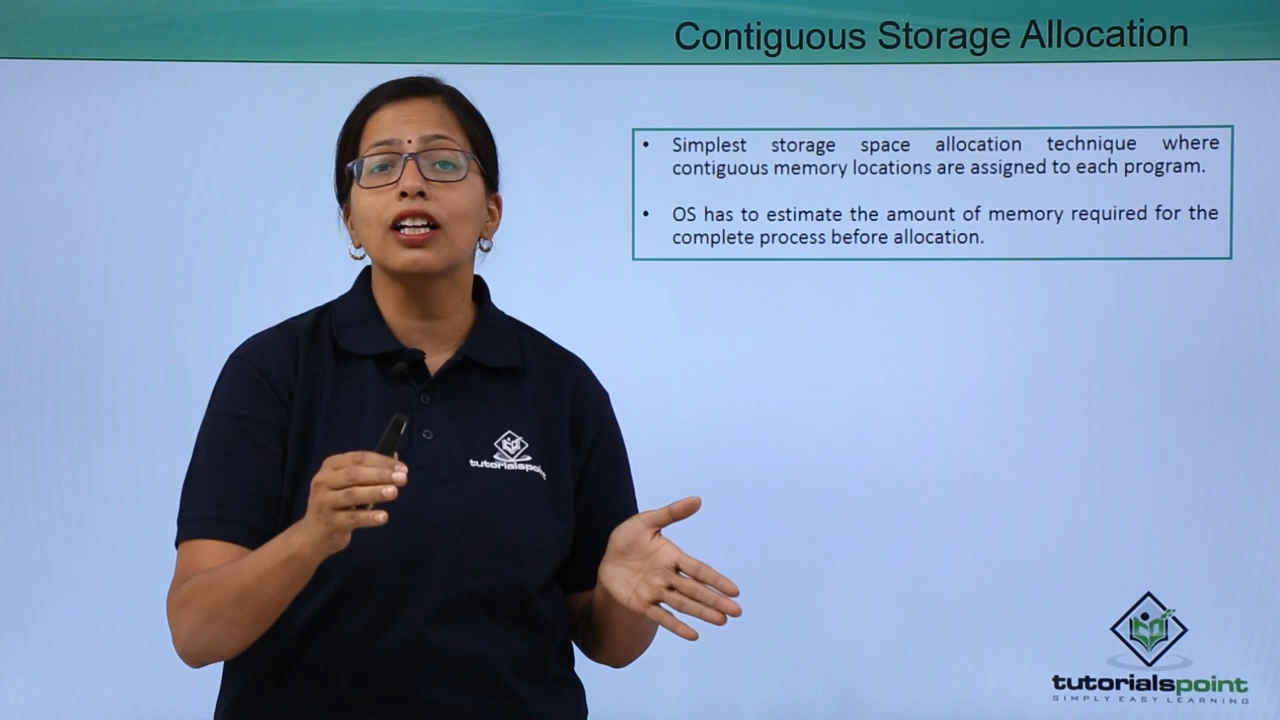 Contiguous Storage Allocation
• Simplest storage space allocation technique where
contiguous memory locations are assigned to each program.
• OS has to estimate the amount of memory required for the
complete process before allocation.
tutorialspoint
tutorialspoint
SIMPLY EASY LEARNING